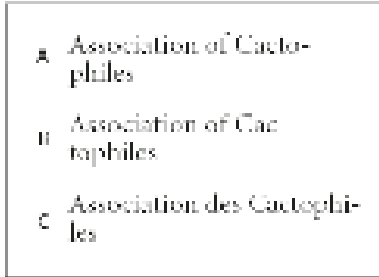 A Association of Cacto-
philes
B Association of Cac
tophiles
C Association des Cactophi-
les